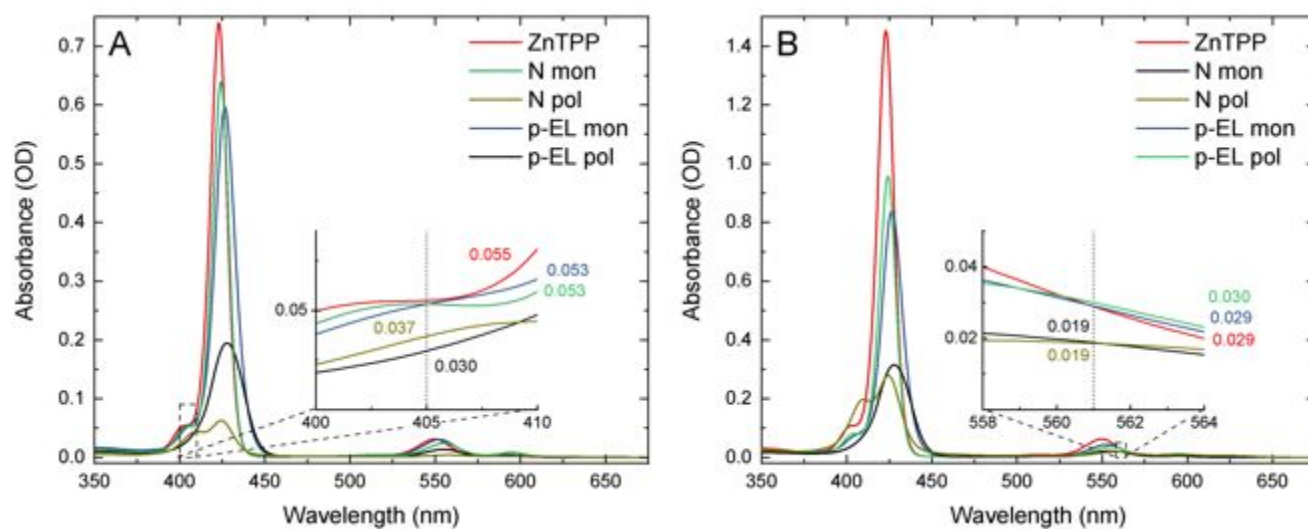 A
ZnTPP
N mon
N pol
p-EL mon
p-EL pol
Absorbance (OD)
0.7
0.6
0.5
0.4
0.3
0.2
0.1
0.0
350 400 450 500 550 600 650
Wavelength (nm)
0.05
0.055
0.053
0.053
0.037
0.030
400 405 410
B
ZnTPP
N mon
N pol
p-EL mon
p-EL pol
Absorbance (OD)
1.4
1.2
1.0
0.8
0.6
0.4
0.2
0.0
350 400 450 500 550 600 650
Wavelength (nm)
0.04
0.02
0.030
0.029
0.029
0.019
0.019
558 560 562 564